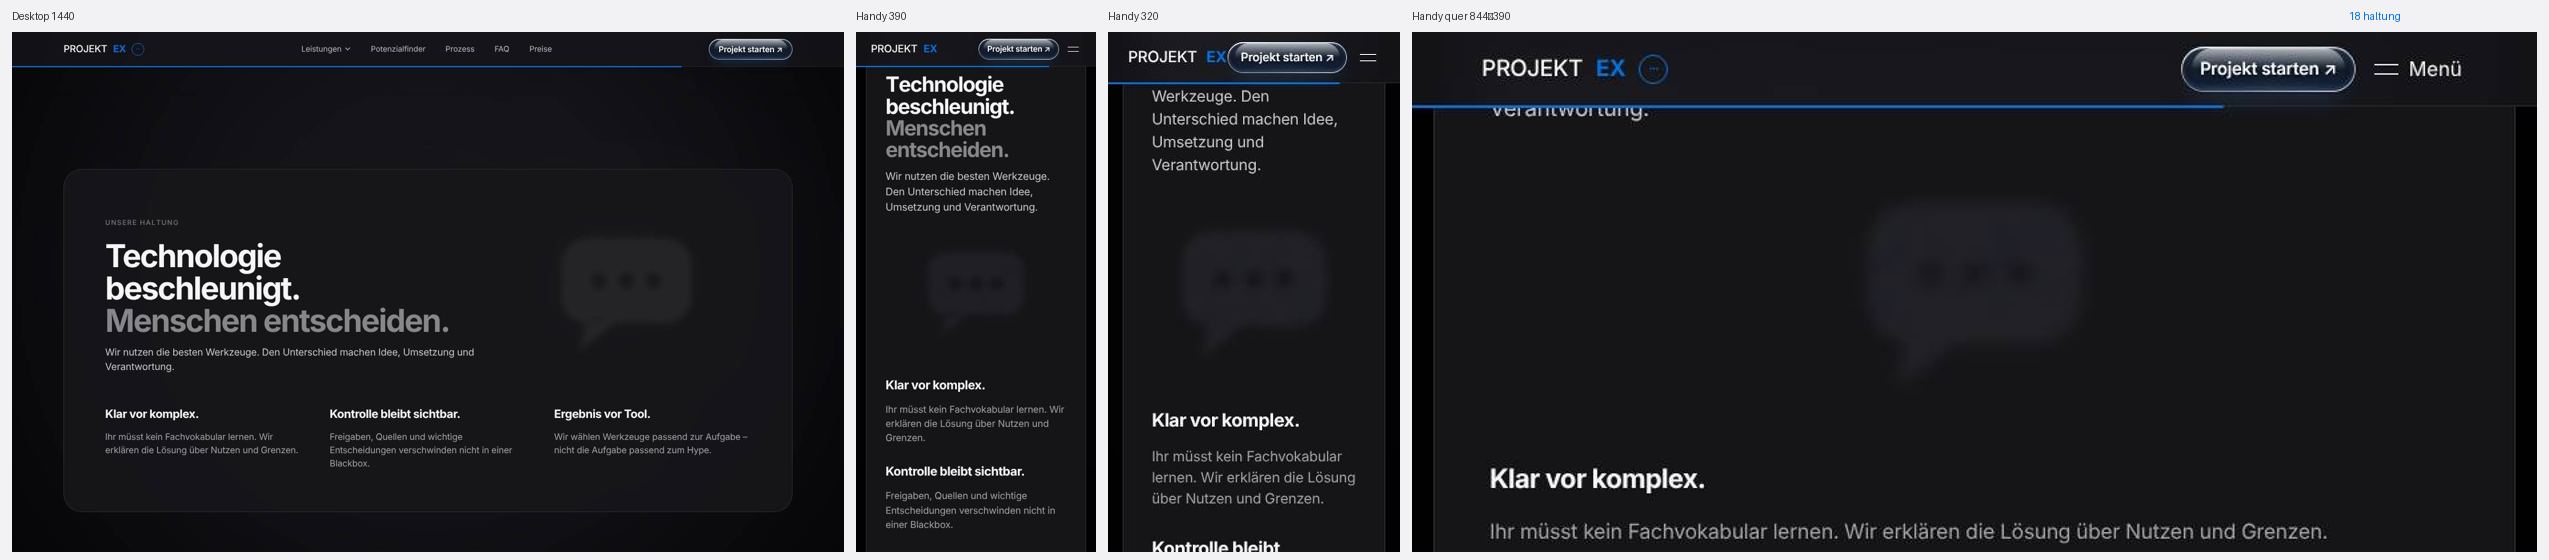 Desktop 1440
Handy 390
Handy 320
18 haltung
PROJEKT EX
Leistungen
Potenzialfinder
Prozess
FAQ
Preise
Projekt starten ↗
UNSERE HALTUNG
Technologie
beschleunigt.
Menschen entscheiden.
Wir nutzen die besten Werkzeuge. Den Unterschied machen Idee, Umsetzung und
Verantwortung.
Klar vor komplex.
Ihr müsst kein Fachvokabular lernen. Wir
erklären die Lösung über Nutzen und Grenzen.
Kontrolle bleibt sichtbar.
Freigaben, Quellen und wichtige
Entscheidungen verschwinden nicht in einer
Blackbox.
Ergebnis vor Tool.
Wir wählen Werkzeuge passend zur Aufgabe –
nicht die Aufgabe passend zum Hype.
PROJEKT EX
Projekt starten ↗
Technologie
beschleunigt.
Menschen
entscheiden.
Wir nutzen die besten Werkzeuge.
Den Unterschied machen Idee,
Umsetzung und Verantwortung.
Klar vor komplex.
Ihr müsst kein Fachvokabular lernen. Wir
erklären die Lösung über Nutzen und
Grenzen.
Kontrolle bleibt sichtbar.
Freigaben, Quellen und wichtige
Entscheidungen verschwinden nicht in
einer Blackbox.
PROJEKT EX
Projekt starten ↗
Werkzeuge. Den
Unterschied machen Idee,
Umsetzung und
Verantwortung.
Klar vor komplex.
Ihr müsst kein Fachvokabular
lernen. Wir erklären die Lösung
über Nutzen und Grenzen.
Kontrolle bleibt
Handy quer
PROJEKT EX
Projekt starten ↗
Menü
Verantwortung.
Klar vor komplex.
Ihr müsst kein Fachvokabular lernen. Wir erklären die Lösung über Nutzen und Grenzen.